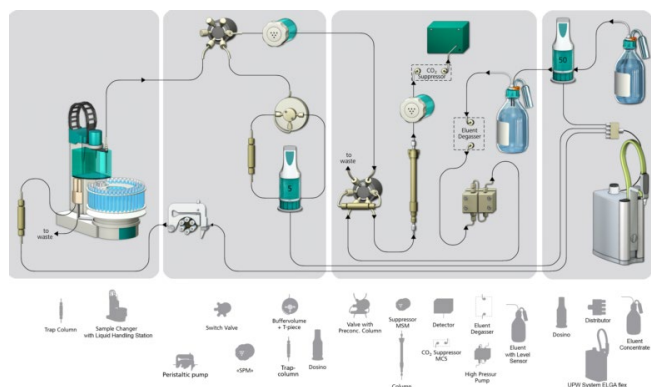 CO₂
Suppressor
50
Eluent
Degasser
to
waste
5
to
waste
Trap Column
Sample Changer
with Liquid Handling Station
Switch Valve
Buffervolume
+ T-piece
Valve with
Preconc. Column
Suppressor
MSM
Detector
Eluent
Degasser
Eluent
with Level
Sensor
Dosino
Distributor
Eluent
Concentrate
Peristaltic pump
<SPM>
Trap-
column
Dosino
Column
CO₂ Suppressor
MCS
High Pressur
Pump
UPW System ELGA flex